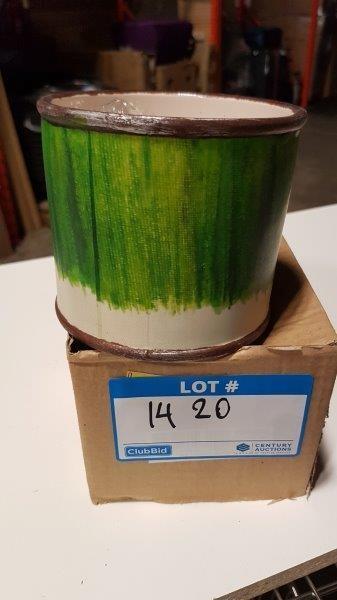 LOT #
14 20
ClubBid
CENTURY
AUCTIONS